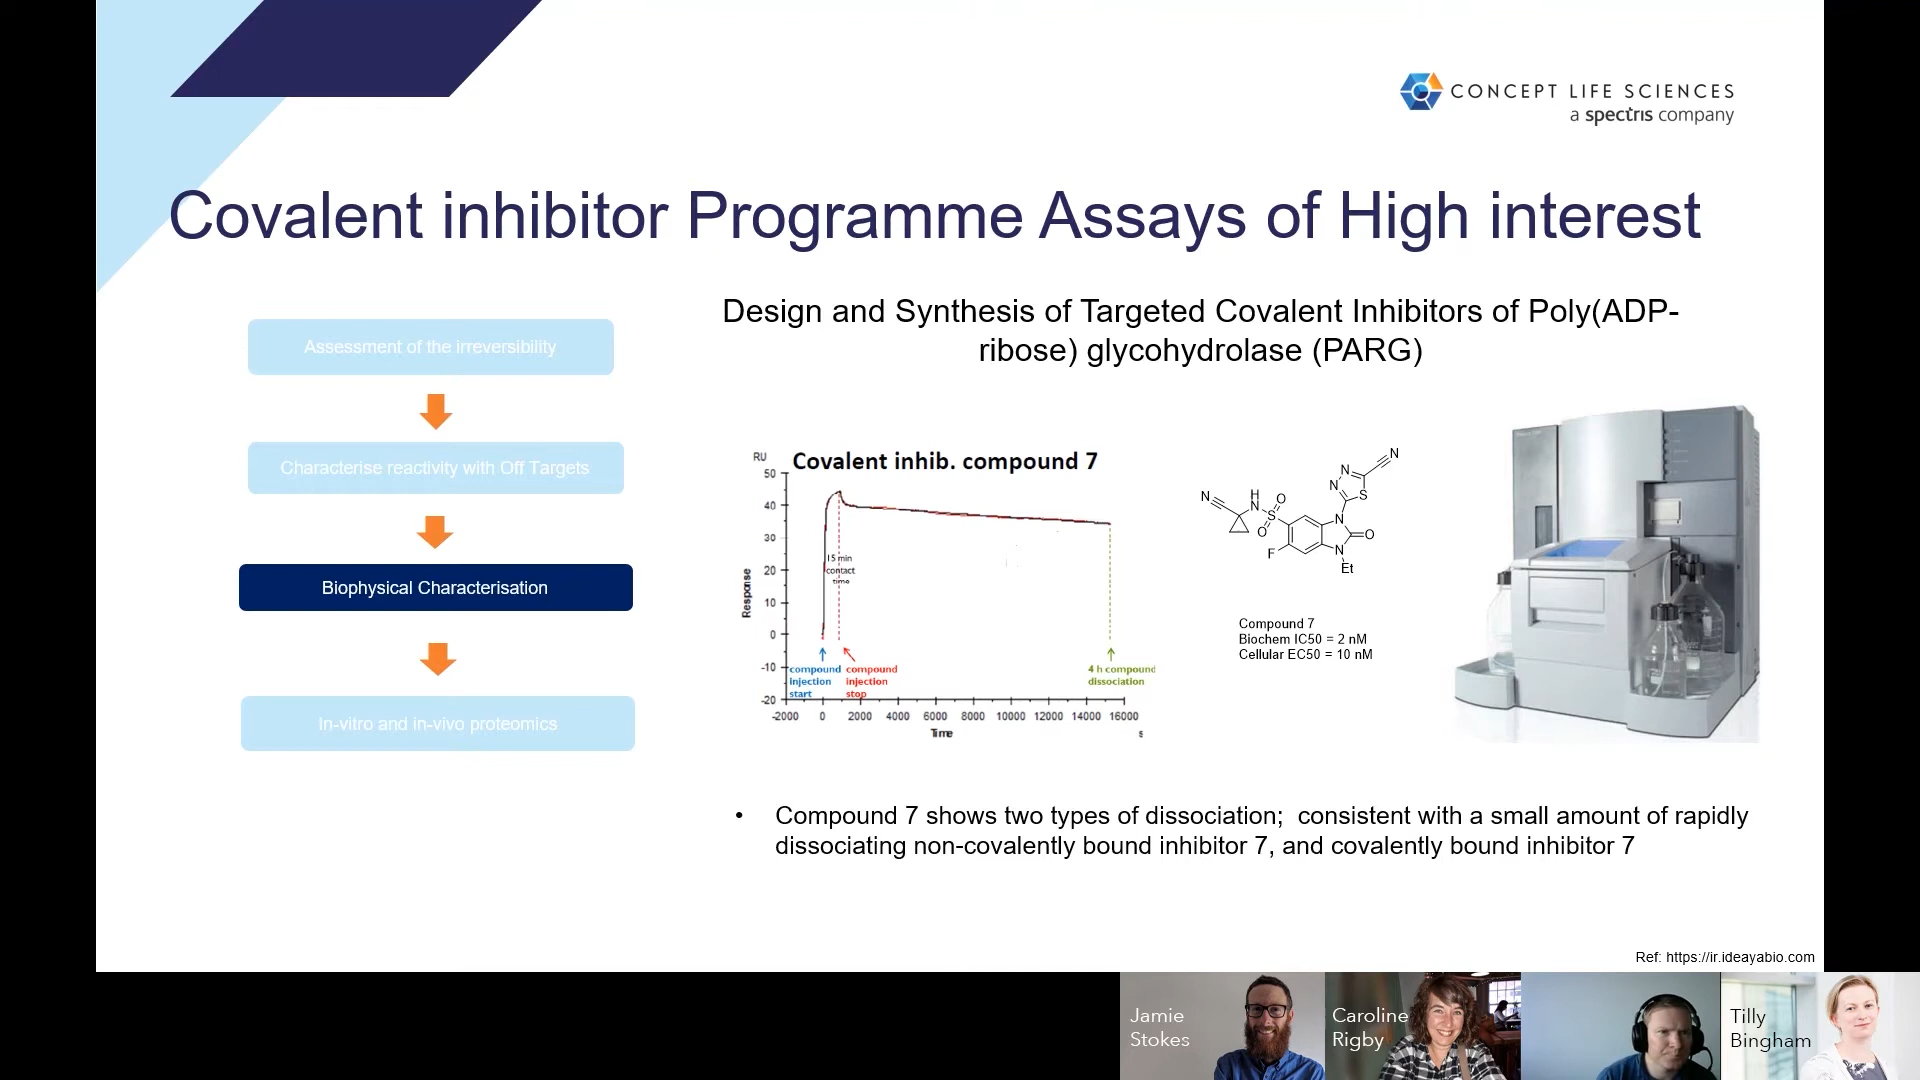 CONCEPT LIFE SCIENCES
a spectris company
Covalent inhibitor Programme Assays of High interest
Assessment of the irreversibility
Characterise reactivity with Off Targets
Biophysical Characterisation
In-vitro and in-vivo proteomics
Design and Synthesis of Targeted Covalent Inhibitors of Poly(ADP-
ribose) glycohydrolase (PARG)
RU
Covalent inhib. compound 7
50
40
30
20
10
0
-10
-20
Response
15 min
contact
time
compound
injection
start
compound
injection
stop
4 h compound
dissociation
-2000 0 2000 4000 6000 8000 10000 12000 14000 16000
Time
s
N
N
N
S
N
H
N
S
O
O
F
N
O
N
Et
Compound 7
Biochem IC50 = 2 nM
Cellular EC50 = 10 nM
• Compound 7 shows two types of dissociation; consistent with a small amount of rapidly
dissociating non-covalently bound inhibitor 7, and covalently bound inhibitor 7
Ref: https://ir.ideayabio.com
Jamie
Stokes
Caroline
Rigby
Tilly
Bingham